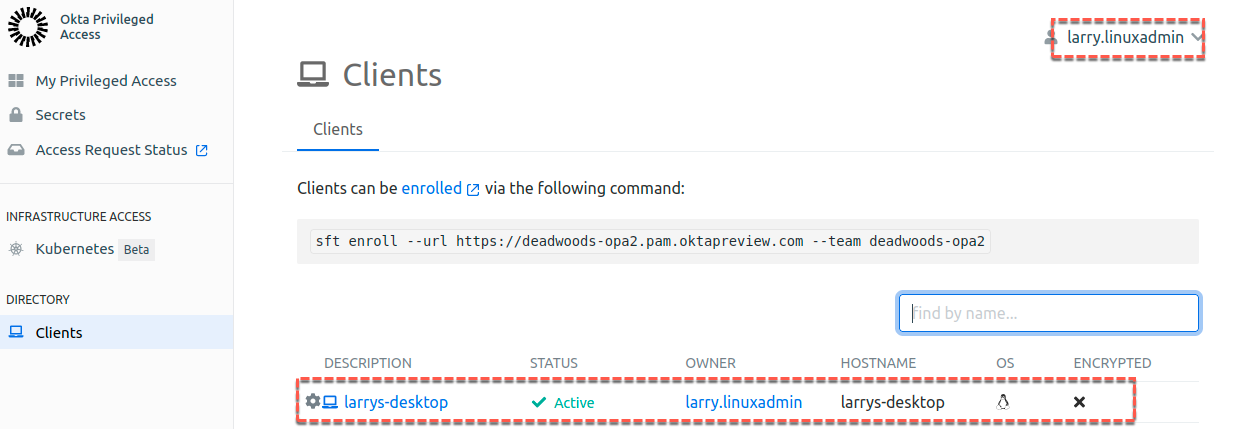 Okta Privileged
Access
larry.linuxadmin
My Privileged Access
Secrets
Access Request Status
INFRASTRUCTURE ACCESS
Kubernetes Beta
DIRECTORY
Clients
Clients
Clients
Clients can be enrolled via the following command:
sft enroll --url https://deadwoods-opa2.pam.oktapreview.com --team deadwoods-opa2
find by name...
DESCRIPTION STATUS OWNER HOSTNAME OS ENCRYPTED
larrys-desktop Active larry.linuxadmin larrys-desktop